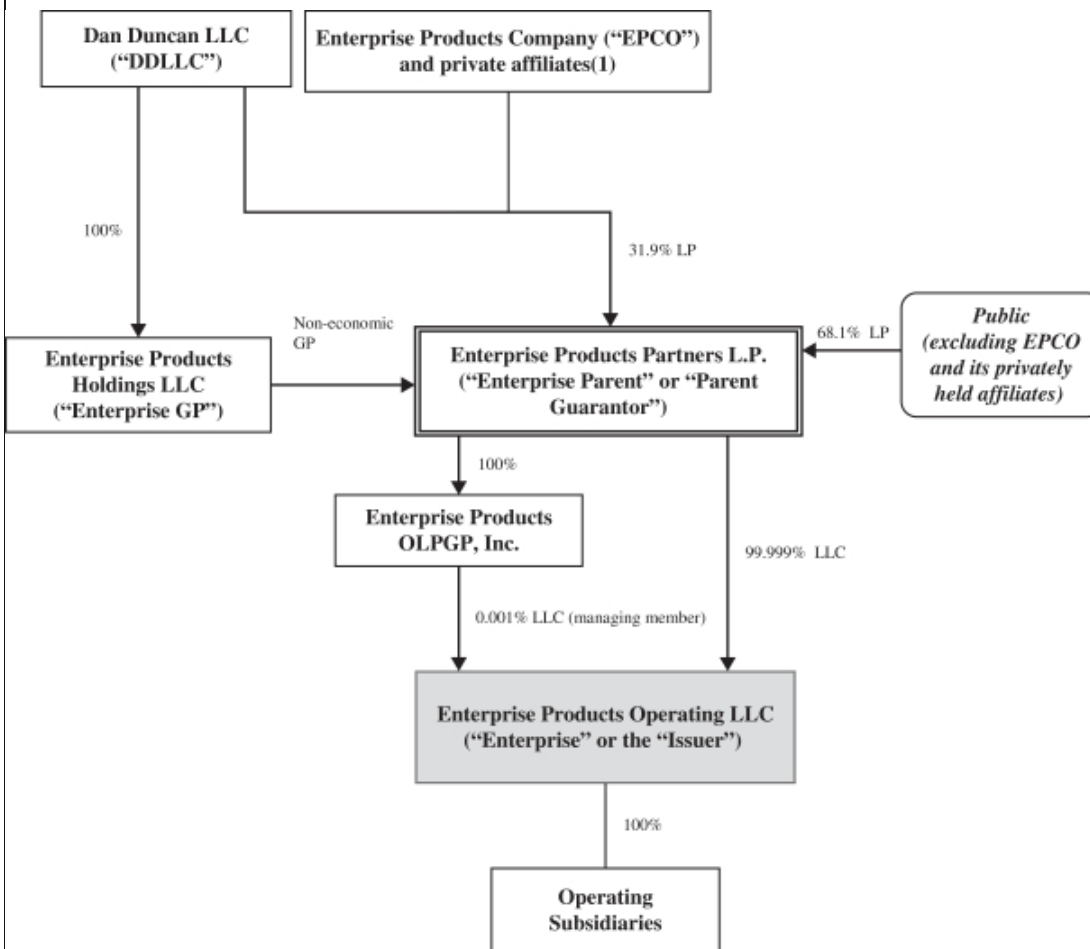 Dan Duncan LLC
(“DDLLC”)
Enterprise Products Company (“EPCO”)
and private affiliates(1)
100%
31.9% LP
Non-economic
GP
68.1% LP
Public
(excluding EPCO
and its privately
held affiliates)
Enterprise Products
Holdings LLC
(“Enterprise GP”)
Enterprise Products Partners L.P.
(“Enterprise Parent” or “Parent
Guarantor”)
100%
Enterprise Products
OLPGP, Inc.
99.999% LLC
0.001% LLC (managing member)
Enterprise Products Operating LLC
(“Enterprise” or the “Issuer”)
100%
Operating
Subsidiaries